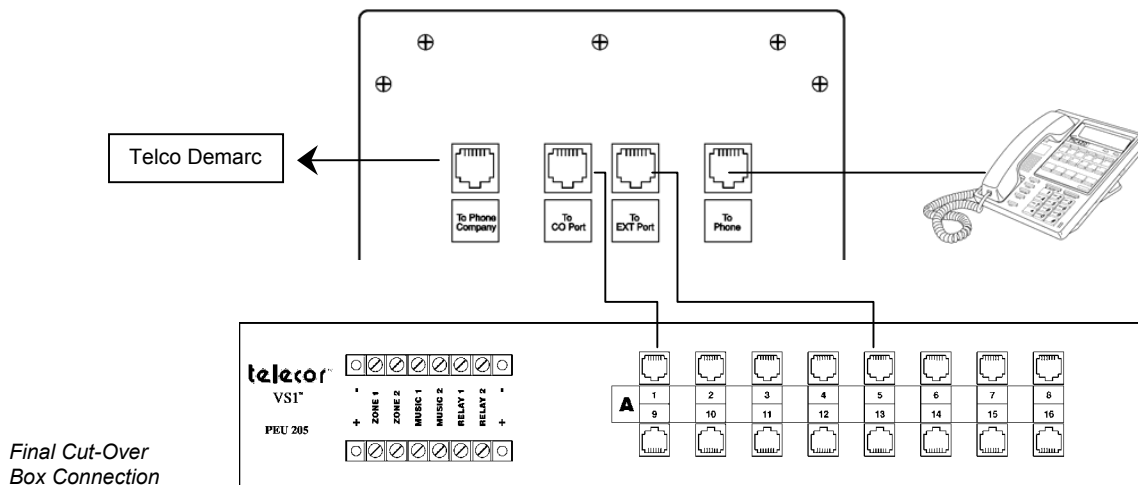 Telco Demarc
To Phone
Company
To
CO Port
To
EXT Port
To
Phone
telecor™
VS1™
PEU 205
-
+
ZONE 1
ZONE 2
MUSIC 1
MUSIC 2
RELAY 1
RELAY 2
-
+
A
1 2 3 4 5 6 7 8
9 10 11 12 13 14 15 16
Final Cut-Over
Box Connection